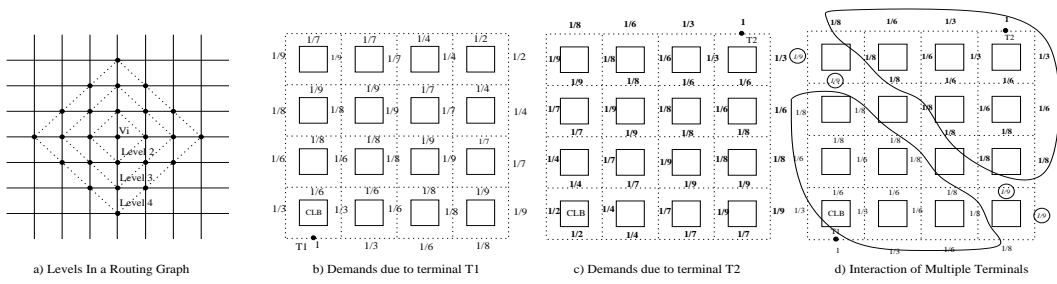 Vi
Level 2
Level 3
Level 4
a) Levels In a Routing Graph
1/7 1/7 1/4 1/2
1/9 1/9 1/7 1/4 1/2
1/9 1/8 1/7 1/4
1/8 1/8 1/9 1/7 1/4
1/8 1/8 1/9 1/7
1/6 1/6 1/8 1/9 1/7
1/6 1/6 1/8 1/9
1/3 CLB 1/3 1/6 1/8 1/9
T1 1 1/3 1/6 1/8
b) Demands due to terminal T1
1/8 1/6 1/3 1
T2
1/9 1/8 1/6 1/3 1/3
1/9 1/8 1/6 1/6
1/7 1/9 1/8 1/6 1/6
1/7 1/9 1/8 1/8
1/4 1/7 1/9 1/8 1/8
1/4 1/7 1/9 1/9
1/2 CLB 1/4 1/7 1/9 1/9
1/2 1/4 1/7 1/7
c) Demands due to terminal T2
1/8 1/6 1/3 1
T2
1/9 1/8 1/6 1/3 1/3
1/9 1/8 1/6 1/6
1/8 1/8 1/6 1/6
1/8 1/8 1/8
1/6 1/6 1/8 1/8 1/8
1/6 1/6 1/8 1/9
1/3 CLB 1/3 1/6 1/8 1/9
T1
1 1/3 1/6 1/8
d) Interaction of Multiple Terminals